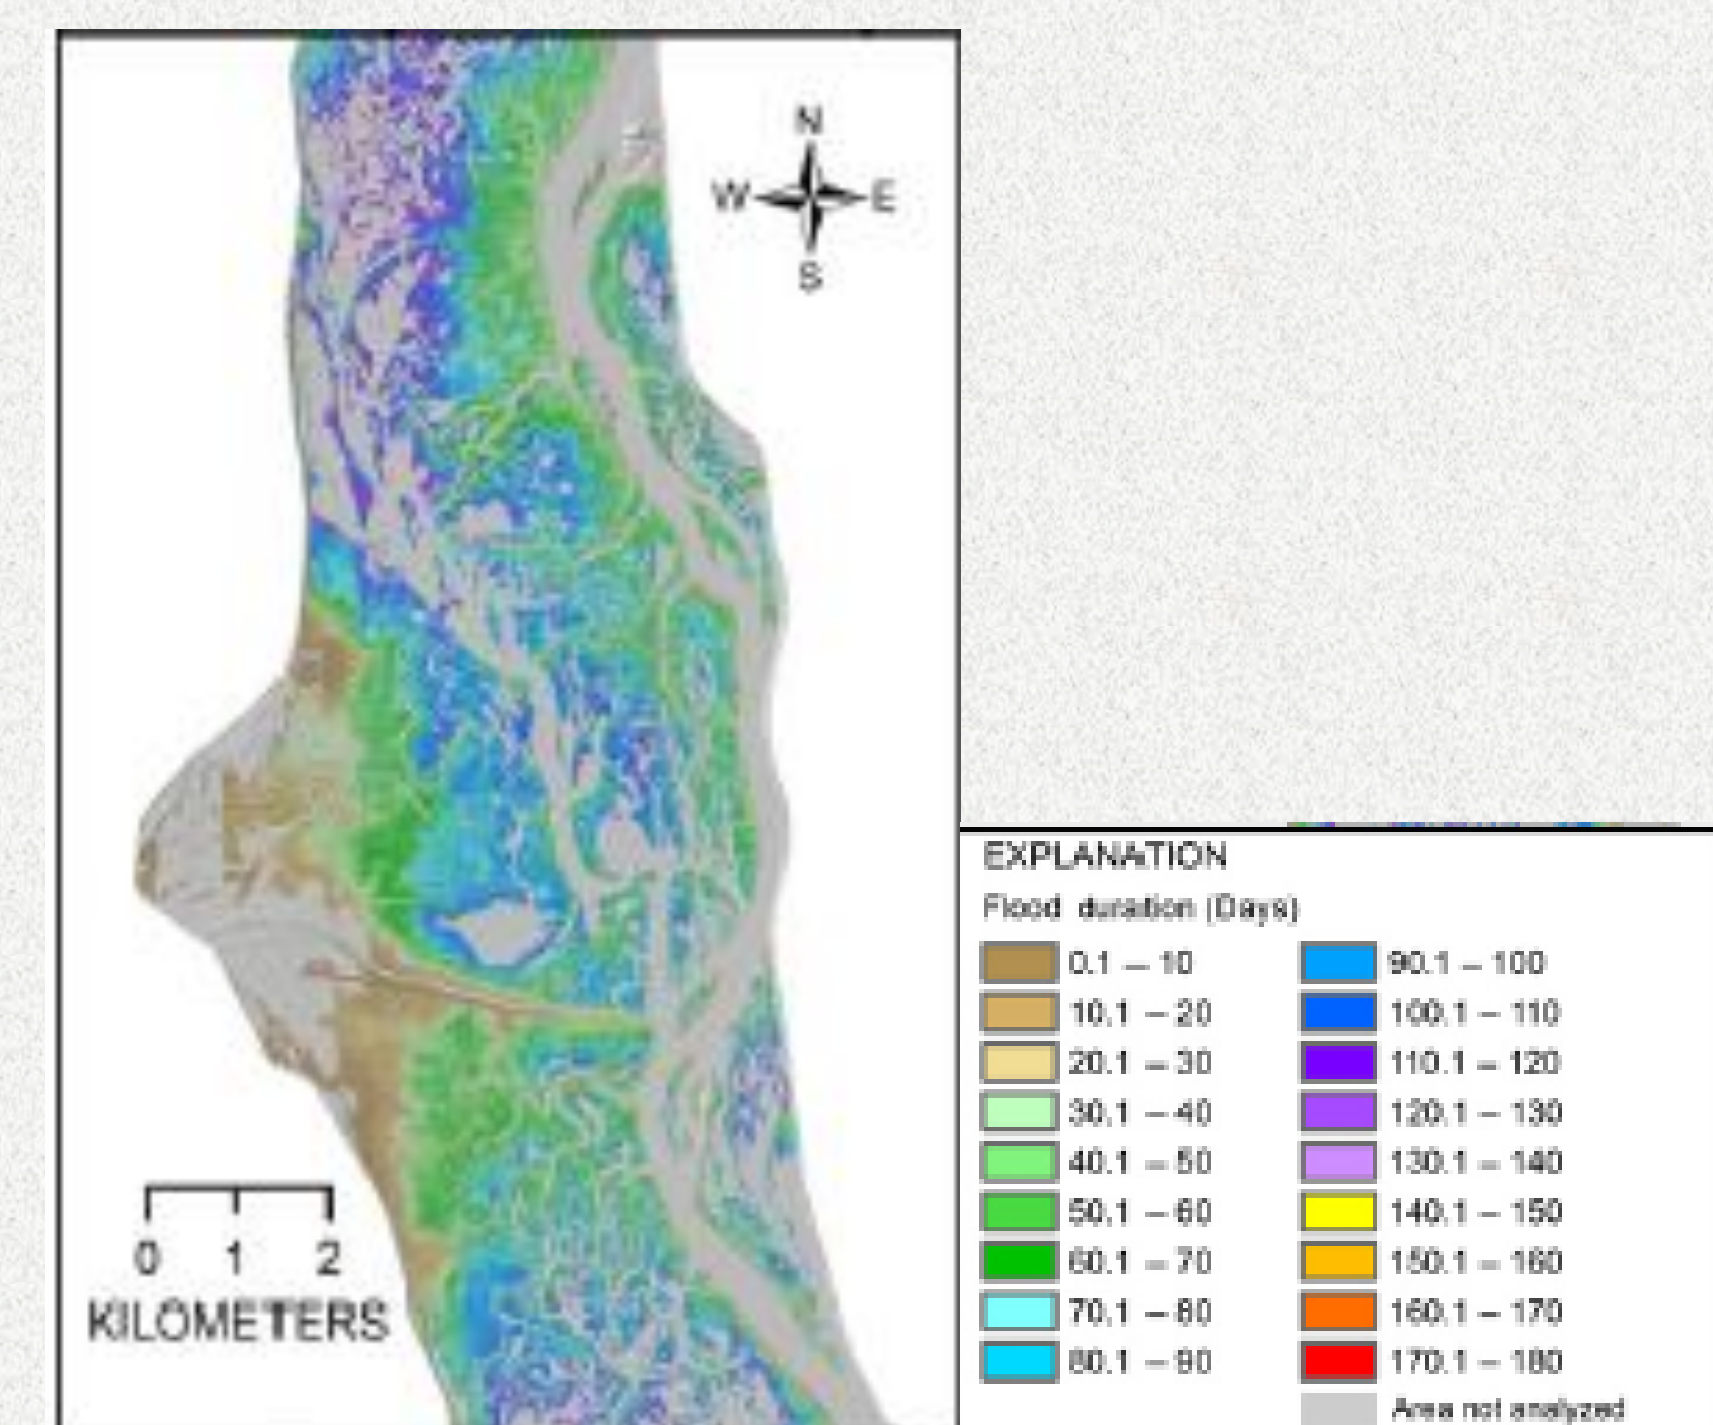 N
W E
S
0 1 2
KILOMETERS
EXPLANATION
Flood duration (Days)
0.1 – 10
10.1 – 20
20.1 – 30
30.1 – 40
40.1 – 50
50.1 – 60
60.1 – 70
70.1 – 80
80.1 – 90
90.1 – 100
100.1 – 110
110.1 – 120
120.1 – 130
130.1 – 140
140.1 – 150
150.1 – 160
160.1 – 170
170.1 – 180
Area not analyzed